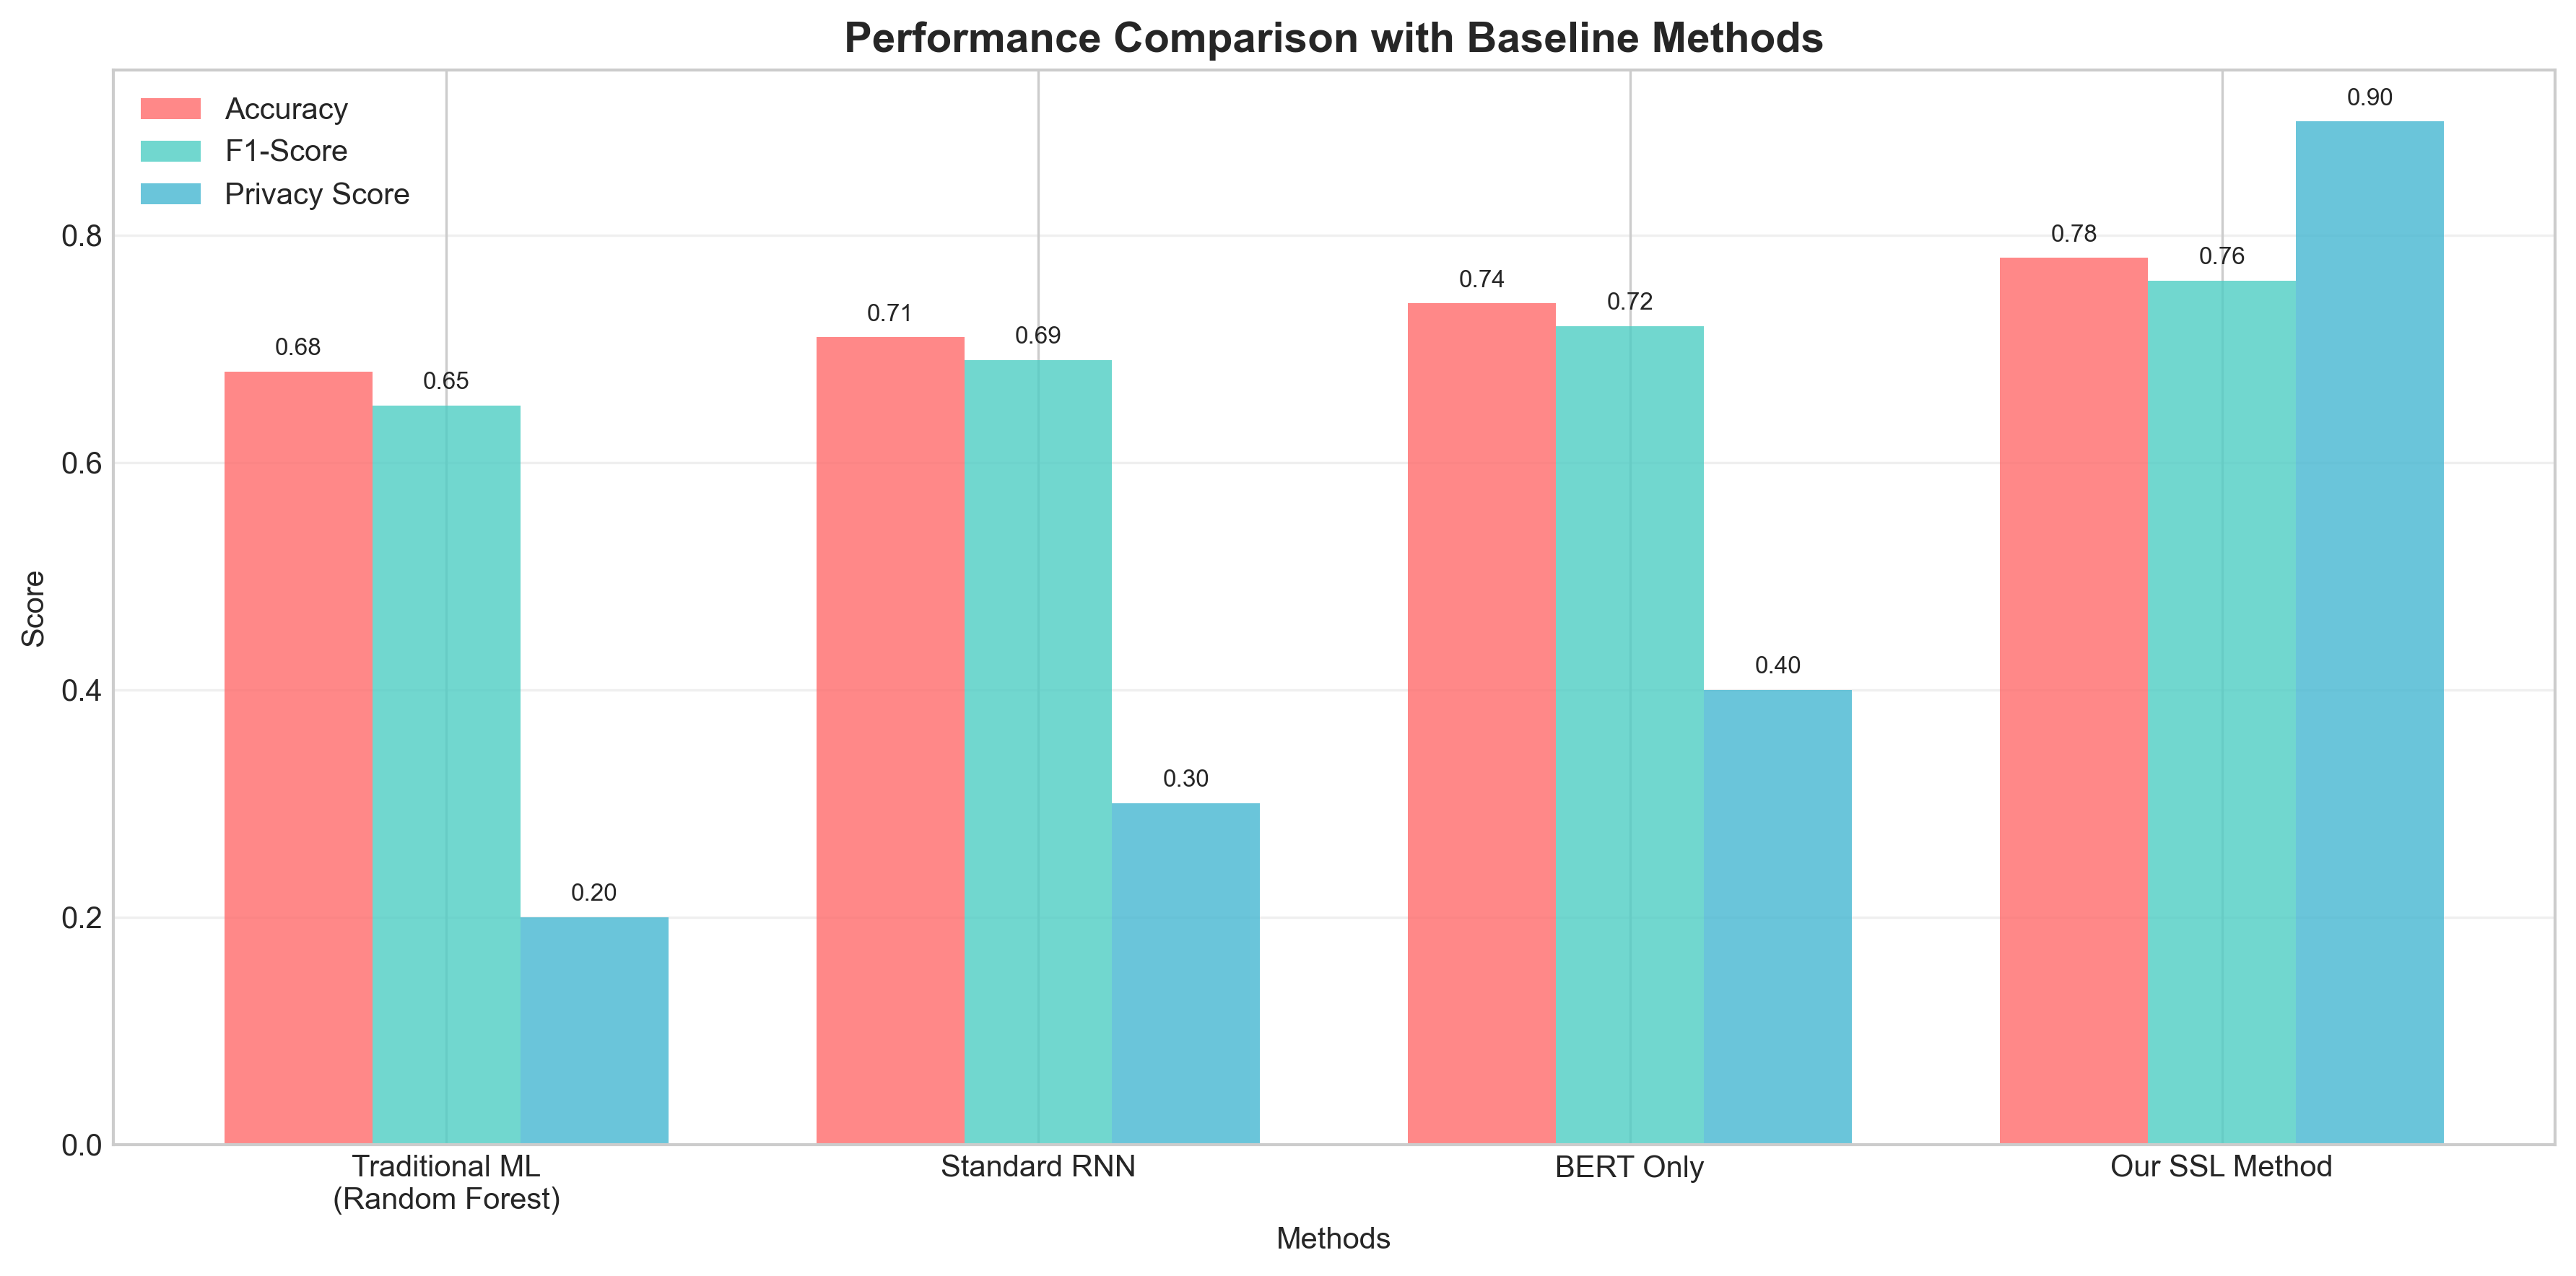 Performance Comparison with Baseline Methods
Accuracy
F1-Score
Privacy Score
Score
0.8
0.6
0.4
0.2
0.0
0.68
0.65
0.20
0.71
0.69
0.30
0.74
0.72
0.40
0.78
0.76
0.90
Traditional ML
(Random Forest)
Standard RNN
BERT Only
Our SSL Method
Methods